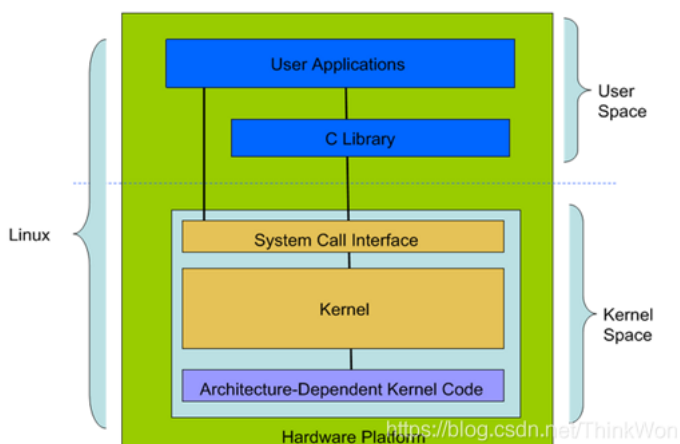 User Applications
User
Space
C Library
Linux
System Call Interface
Kernel
Kernel
Space
Architecture-Dependent Kernel Code
Hardware Platform
https://blog.csdn.net/ThinkWon